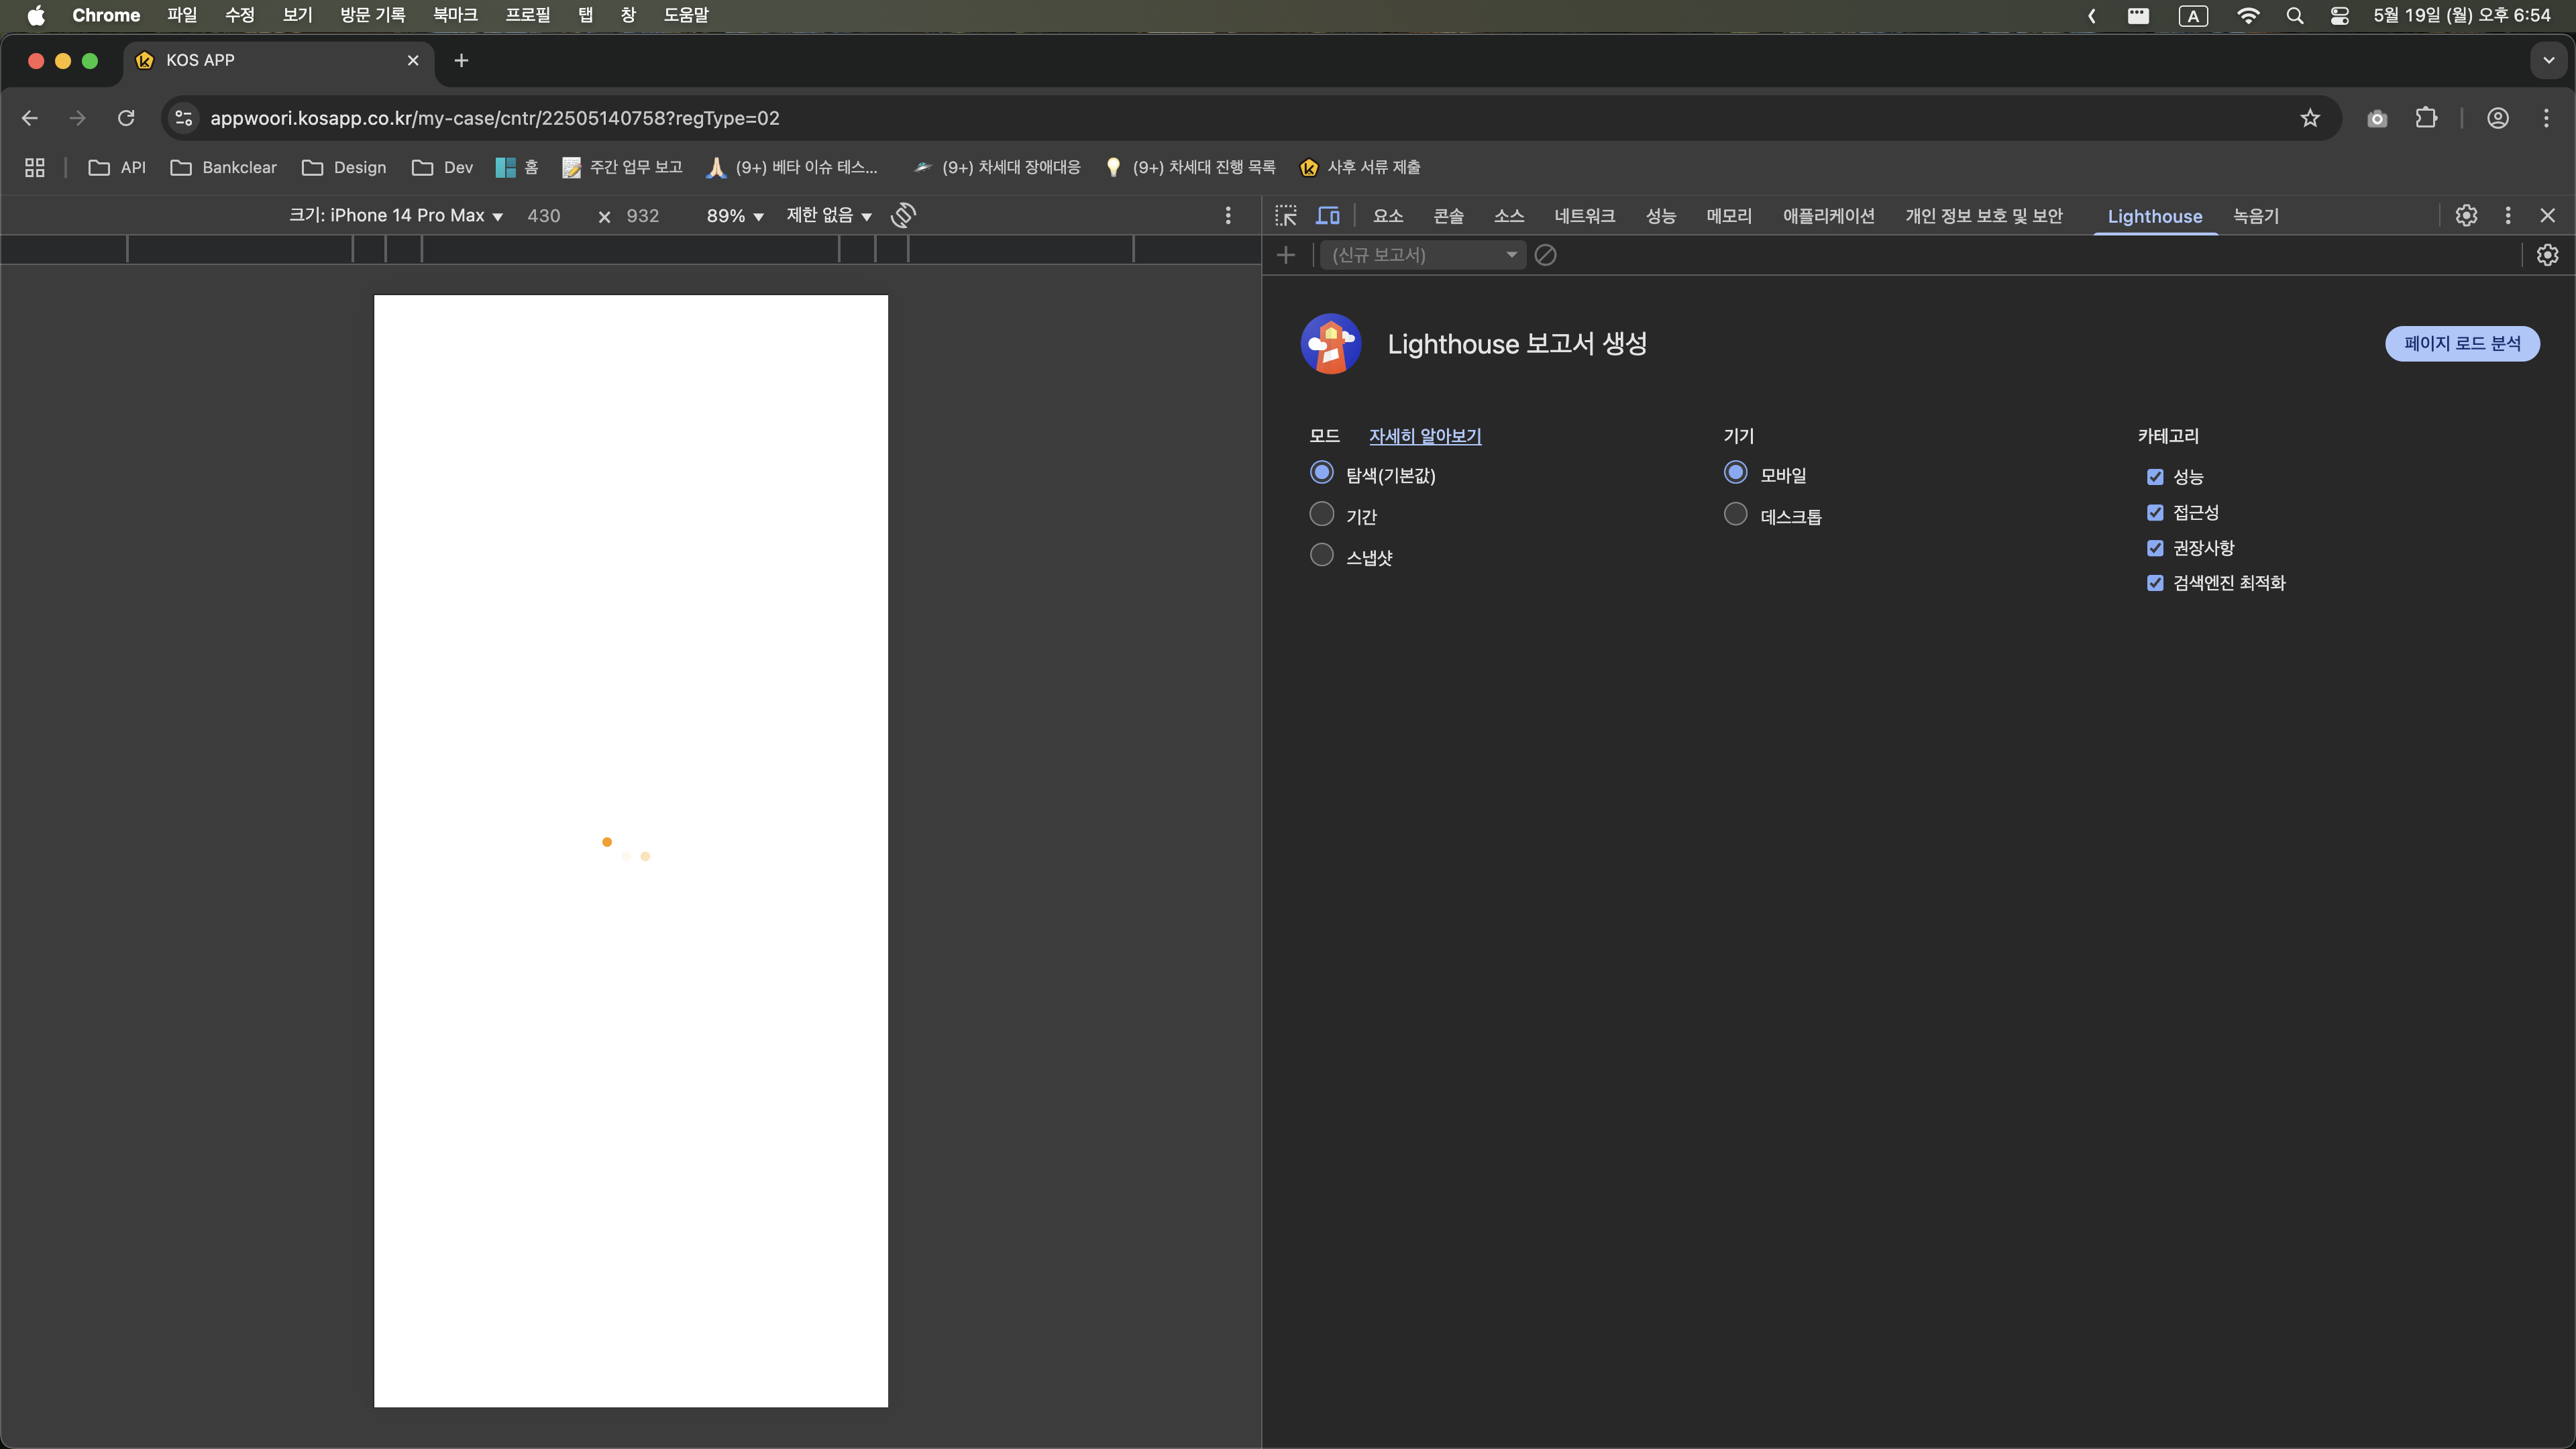 Chrome 파일 수정 보기 방문 기록 북마크 프로필 탭 창 도움말 A 5월 19일 (월) 오후 6:54
KOS APP
appwoori.kosapp.co.kr/my-case/cntr/22505140758?regType=02
API Bankclear Design Dev 홈 주간 업무 보고 (9+) 베타 이슈 테스... (9+) 차세대 장애대응 (9+) 차세대 진행 목록 사후 서류 제출
크기: iPhone 14 Pro Max 430 × 932 89% 제한 없음
요소 콘솔 소스 네트워크 성능 메모리 애플리케이션 개인 정보 보호 및 보안 Lighthouse 녹음기
(신규 보고서)
Lighthouse 보고서 생성
페이지 로드 분석
모드 자세히 알아보기
탐색(기본값)
기간
스냅샷
기기
모바일
데스크톱
카테고리
성능
접근성
권장사항
검색엔진 최적화